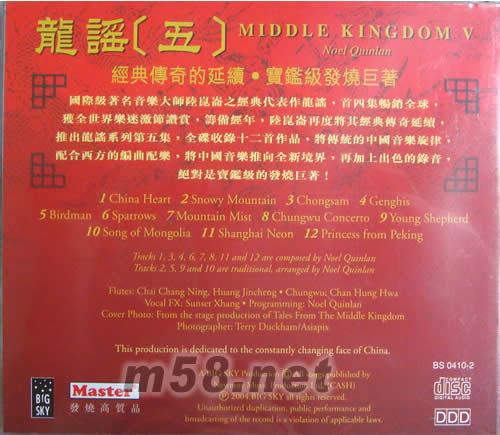 龍謠〔五〕 MIDDLE KINGDOM V
Noel Quinlan
經典傳奇的延續・寶鑑級發燒巨著
國際級著名音樂大師陸崑崙之經典代表作龍謠，首四集暢銷全球，
獲全世界樂迷激節讚賞，籌備經年，陸崑崙再度將其經典傳奇延續，
推出龍謠系列第五集，全碟收錄十二首作品，將傳統的中國音樂旋律，
配合西方的編曲配樂，將中國音樂推向全新境界，再加上出色的錄音，
絕對是寶鑑級的發燒巨著！
1 China Heart 2 Snowy Mountain 3 Chongsam 4 Genghis
5 Birdman 6 Sparrows 7 Mountain Mist 8 Chungwu Concerto 9 Young Shepherd
10 Song of Mongolia 11 Shanghai Neon 12 Princess from Peking
Tracks 1, 3, 4, 6, 7, 8. 11 and 12 are composed by Noel Quinlan
Tracks 2, 5, 9 and 10 are traditional, arranged by Noel Quinlan
Flutes: Chai Chang Ning, Huang Jincheng・Chungwu; Chan Hung Hwa
Vocal FX: Sunset Xhang・Programming: Noel Quinlan
Cover Photo: From the stage production of Tales From The Middle Kingdom
Photographer: Terry Duckham/Asiapix
This production is dedicated to the constantly changing face of China.
BS 0410-2
A BIG SKY Production. All copyright published by
Music Production (CASH)
℗ © 2004 BIG SKY all rights reserved.
Unauthorized duplication, public performance and
broadcasting of the record is a violation of applicable laws.
BIG SKY
Master
發燒高質品
COMPACT disc DIGITAL AUDIO
DDD
m58.net